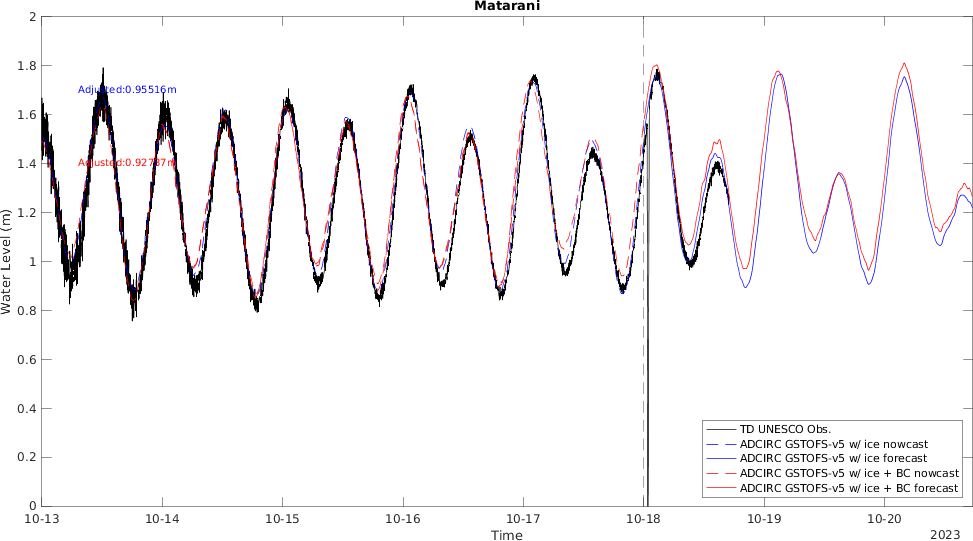 Matarani
2
1.8
1.6
1.4
1.2
1
0.8
0.6
0.4
0.2
0
Water Level (m)
Adjusted:0.95516m
Adjusted:0.92737m
TD UNESCO Obs.
ADCIRC GSTOFS-v5 w/ ice nowcast
ADCIRC GSTOFS-v5 w/ ice forecast
ADCIRC GSTOFS-v5 w/ ice + BC nowcast
ADCIRC GSTOFS-v5 w/ ice + BC forecast
10-13 10-14 10-15 10-16 10-17 10-18 10-19 10-20
Time
2023